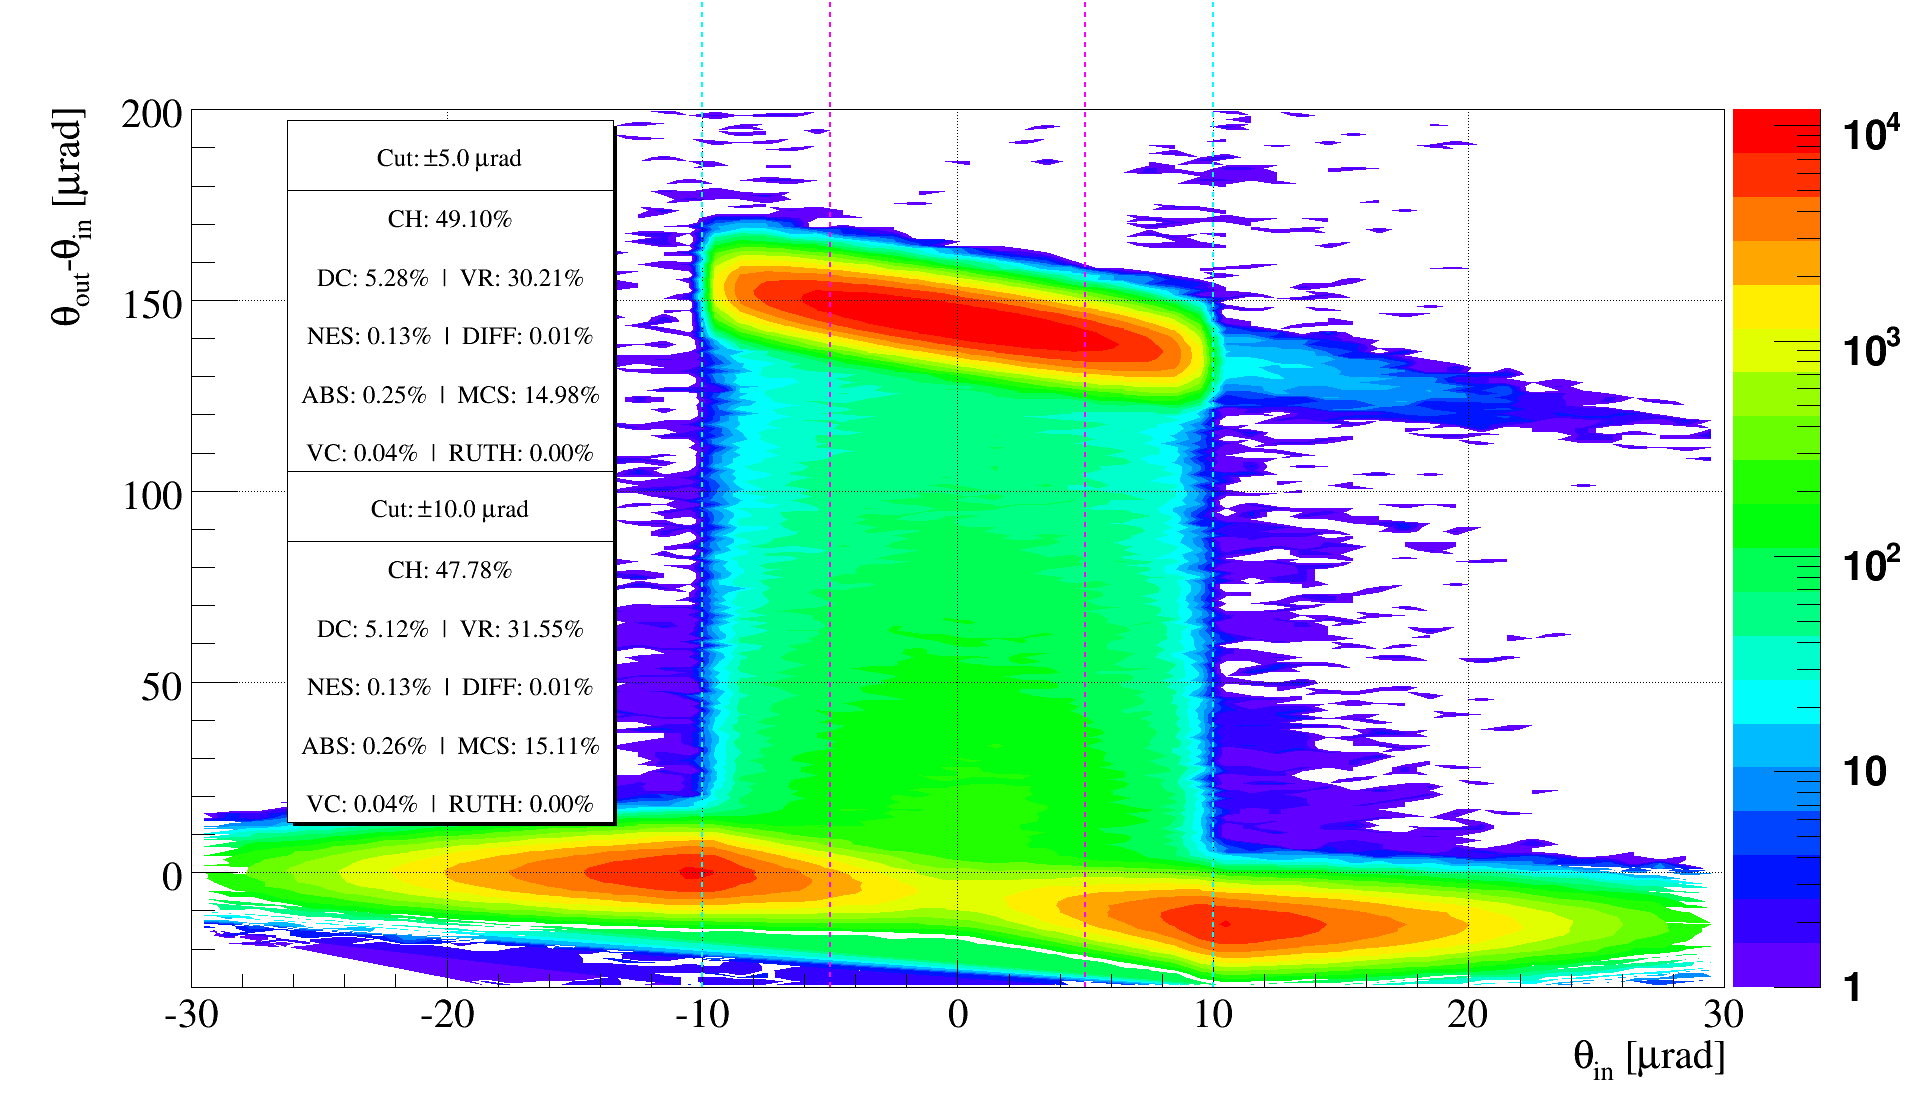 θout-θin [μrad]
200
150
100
50
0
Cut: ±5.0 μrad
CH: 49.10%
DC: 5.28% | VR: 30.21%
NES: 0.13% | DIFF: 0.01%
ABS: 0.25% | MCS: 14.98%
VC: 0.04% | RUTH: 0.00%
Cut: ±10.0 μrad
CH: 47.78%
DC: 5.12% | VR: 31.55%
NES: 0.13% | DIFF: 0.01%
ABS: 0.26% | MCS: 15.11%
VC: 0.04% | RUTH: 0.00%
10⁴
10³
10²
10
1
-30 -20 -10 0 10 20 30
θin [μrad]